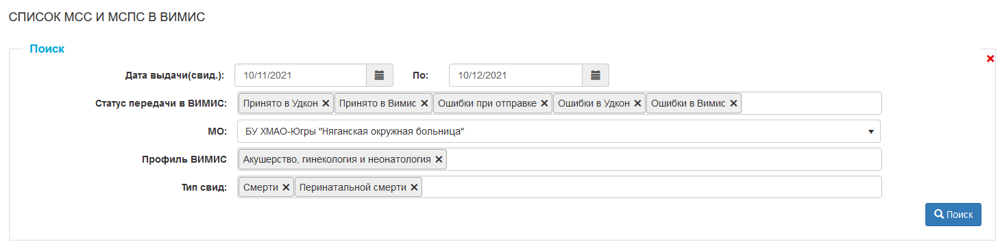 СПИСОК МСС И МСПС В ВИМИС
Поиск
Дата выдачи(свид.): 10/11/2021 По: 10/12/2021
Статус передачи в ВИМИС: Принято в Удкон Принято в Вимис Ошибки при отправке Ошибки в Удкон Ошибки в Вимис
МО: БУ ХМАО-Югры "Няганская окружная больница"
Профиль ВИМИС Акушерство, гинекология и неонатология
Тип свид: Смерти Перинатальной смерти
Поиск